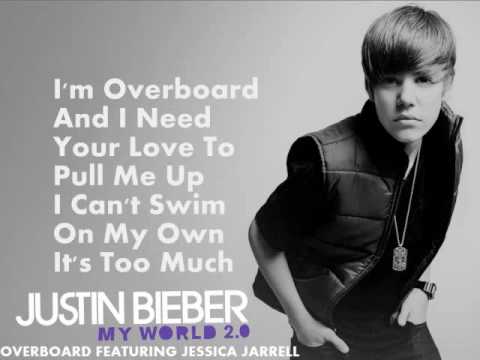 I'm Overboard
And I Need
Your Love To
Pull Me Up
I Can't Swim
On My Own
It's Too Much
JUSTIN BIEBER
MY WORLD 2.0
OVERBOARD FEATURING JESSICA JARRELL